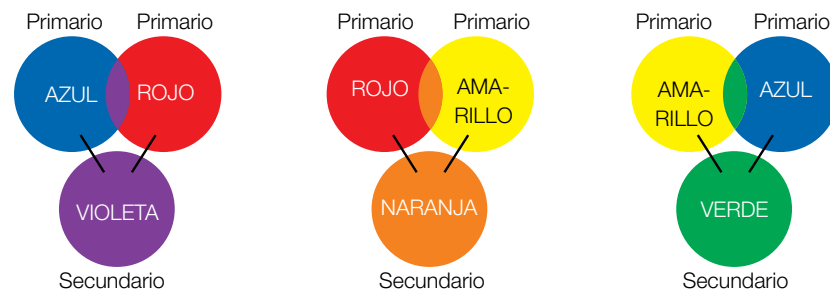 Primario Primario
AZUL ROJO
VIOLETA
Secundario
Primario Primario
ROJO AMA-
RILLO
NARANJA
Secundario
Primario Primario
AMA- AZUL
RILLO
VERDE
Secundario